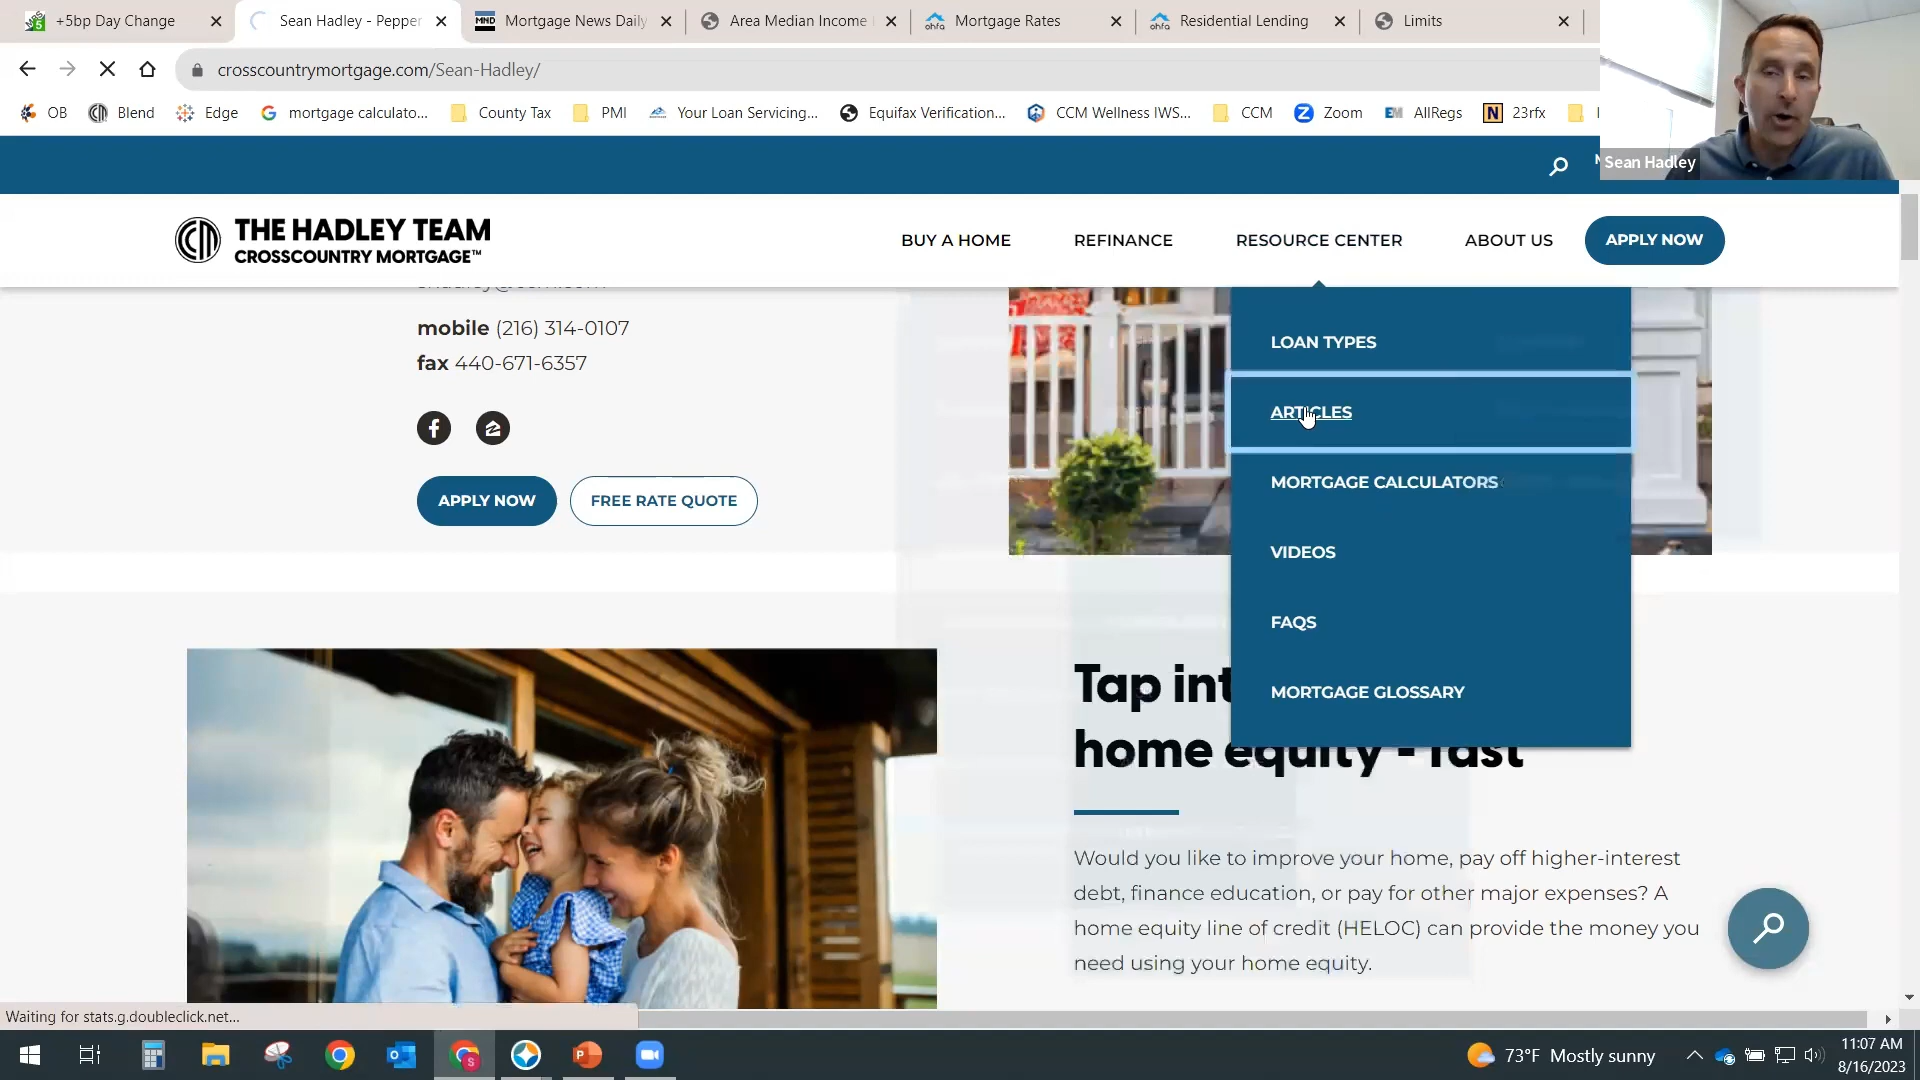 +5bp Day Change
Sean Hadley - Pepper
Mortgage News Daily
Area Median Income
Mortgage Rates
Residential Lending
Limits
crosscountrymortgage.com/Sean-Hadley/
OB
Blend
Edge
mortgage calculato...
County Tax
PMI
Your Loan Servicing...
Equifax Verification...
CCM Wellness IWS...
CCM
Zoom
AllRegs
23rfx
Sean Hadley
THE HADLEY TEAM
CROSSCOUNTRY MORTGAGE™
BUY A HOME
REFINANCE
RESOURCE CENTER
ABOUT US
APPLY NOW
mobile (216) 314-0107
fax 440-671-6357
APPLY NOW
FREE RATE QUOTE
LOAN TYPES
ARTICLES
MORTGAGE CALCULATORS
VIDEOS
FAQS
MORTGAGE GLOSSARY
Tap int
home equity - fast
Would you like to improve your home, pay off higher-interest
debt, finance education, or pay for other major expenses? A
home equity line of credit (HELOC) can provide the money you
need using your home equity.
Waiting for stats.g.doubleclick.net...
73°F Mostly sunny
11:07 AM
8/16/2023